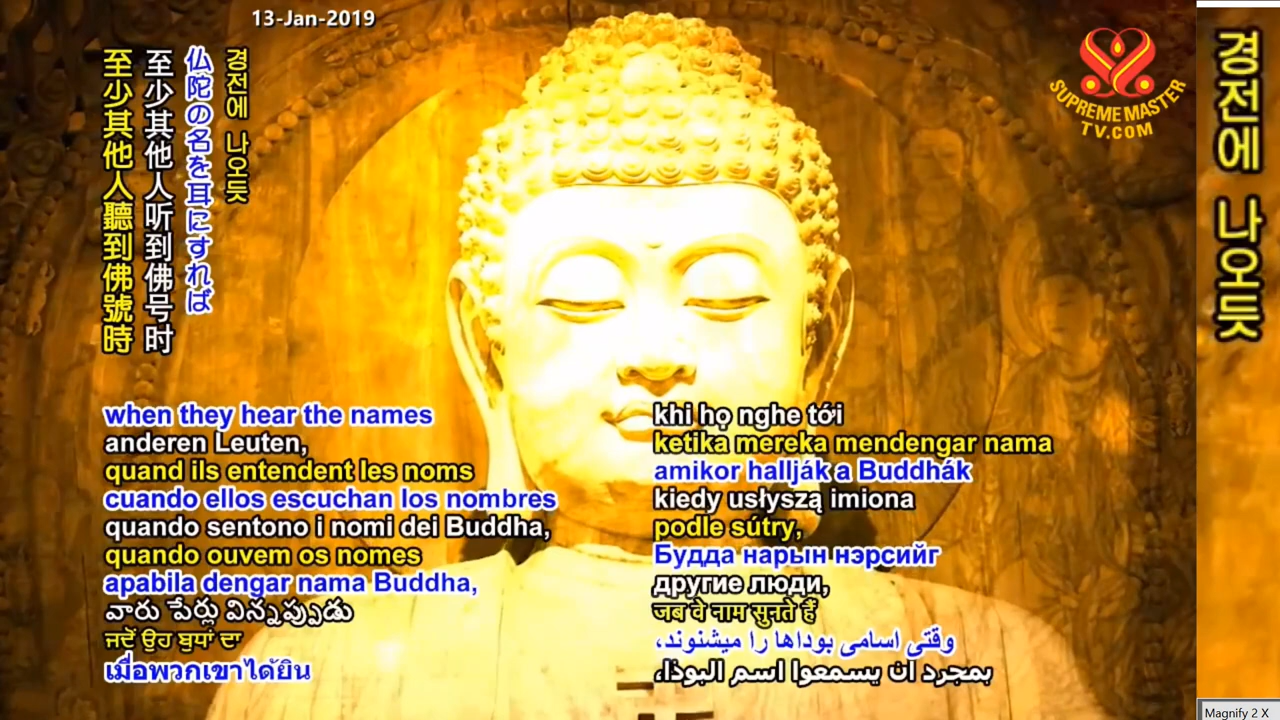 13-Jan-2019
SUPREME MASTER
TV.COM
경전에 나오듯
仏陀の名を耳にすれば
至少其他人听到佛号时
至少其他人聽到佛號時
when they hear the names
anderen Leuten,
quand ils entendent les noms
cuando ellos escuchan los nombres
quando sentono i nomi dei Buddha,
quando ouvem os nomes
apabila dengar nama Buddha,
వారు పేర్లు విన్నప్పుడు
ਜਦੋਂ ਉਹ ਬੁਧਾਂ ਦਾ
เมื่อพวกเขาได้ยิน
khi họ nghe tới
ketika mereka mendengar nama
amikor hallják a Buddhák
kiedy usłyszą imiona
podle sútry,
Будда нарын нэрсийг
другие люди,
जब वे नाम सुनते हैं
وقتی اسامی بوداها را میشنوند،
بمجرد ان يسمعوا اسم البوذا،
경전에 나오듯
Magnify 2 X